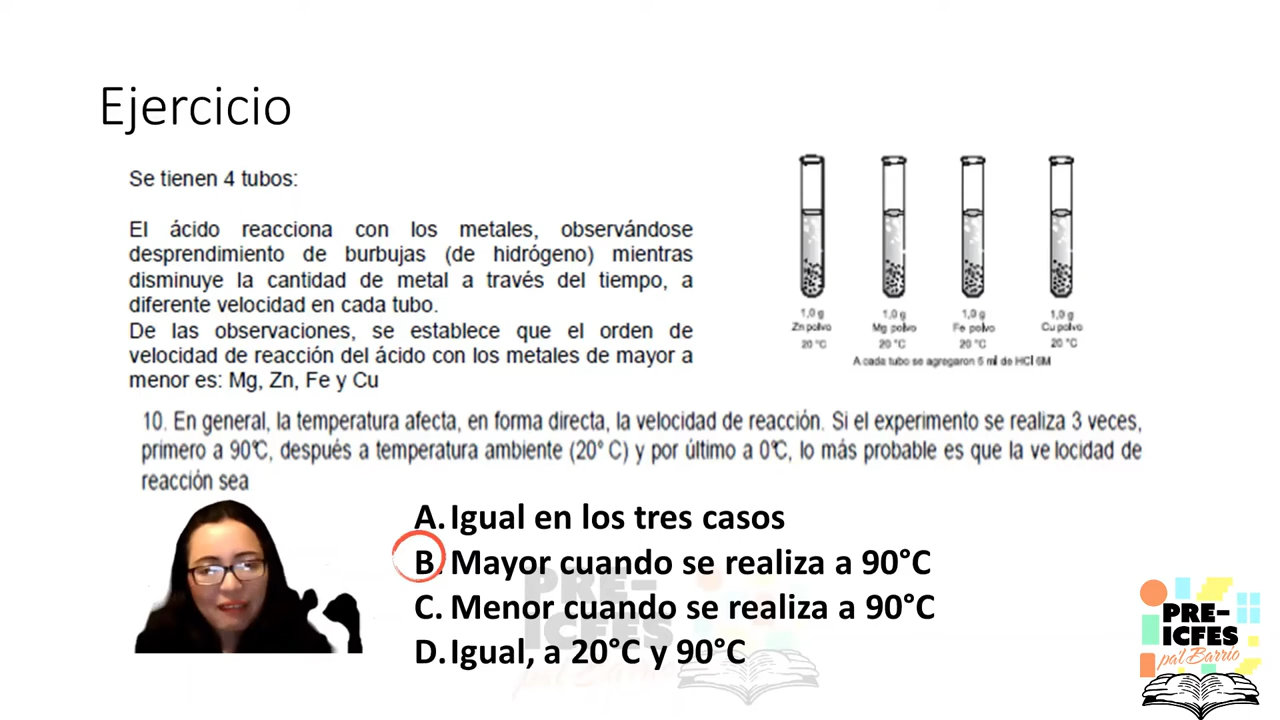 Ejercicio
Se tienen 4 tubos:
El ácido reacciona con los metales, observándose
desprendimiento de burbujas (de hidrógeno) mientras
disminuye la cantidad de metal a través del tiempo, a
diferente velocidad en cada tubo.
De las observaciones, se establece que el orden de
velocidad de reacción del ácido con los metales de mayor a
menor es: Mg, Zn, Fe y Cu
1,0 g 1,0 g 1,0 g 1,0 g
Zn polvo Mg polvo Fe polvo Cu polvo
20 °C 20 °C 20 °C 20 °C
A cada tubo se agregaron 5 ml de HCl 6M
10. En general, la temperatura afecta, en forma directa, la velocidad de reacción. Si el experimento se realiza 3 veces,
primero a 90°C, después a temperatura ambiente (20° C) y por último a 0°C, lo más probable es que la ve locidad de
reacción sea
A. Igual en los tres casos
B. Mayor cuando se realiza a 90°C
C. Menor cuando se realiza a 90°C
D. Igual, a 20°C y 90°C
PRE-
ICFES
PRE-
ICFES
pa'l Barrio